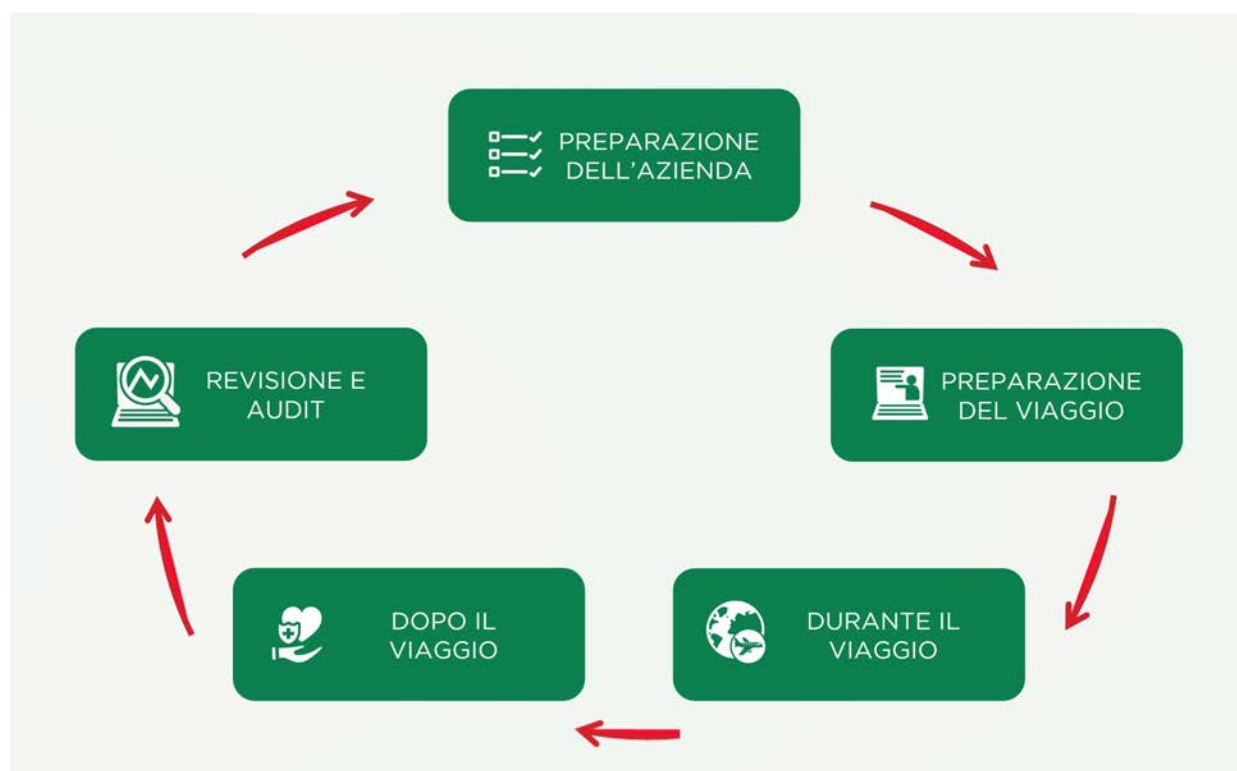 PREPARAZIONE
DELL'AZIENDA
PREPARAZIONE
DEL VIAGGIO
DURANTE IL
VIAGGIO
DOPO IL
VIAGGIO
REVISIONE E
AUDIT